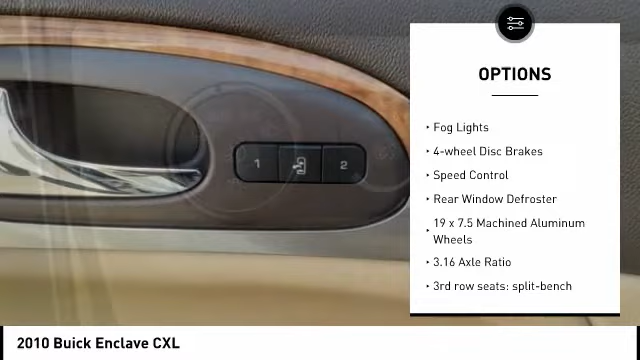 OPTIONS
Fog Lights
4-wheel Disc Brakes
Speed Control
Rear Window Defroster
19 x 7.5 Machined Aluminum
Wheels
3.16 Axle Ratio
3rd row seats: split-bench
1 2
2010 Buick Enclave CXL